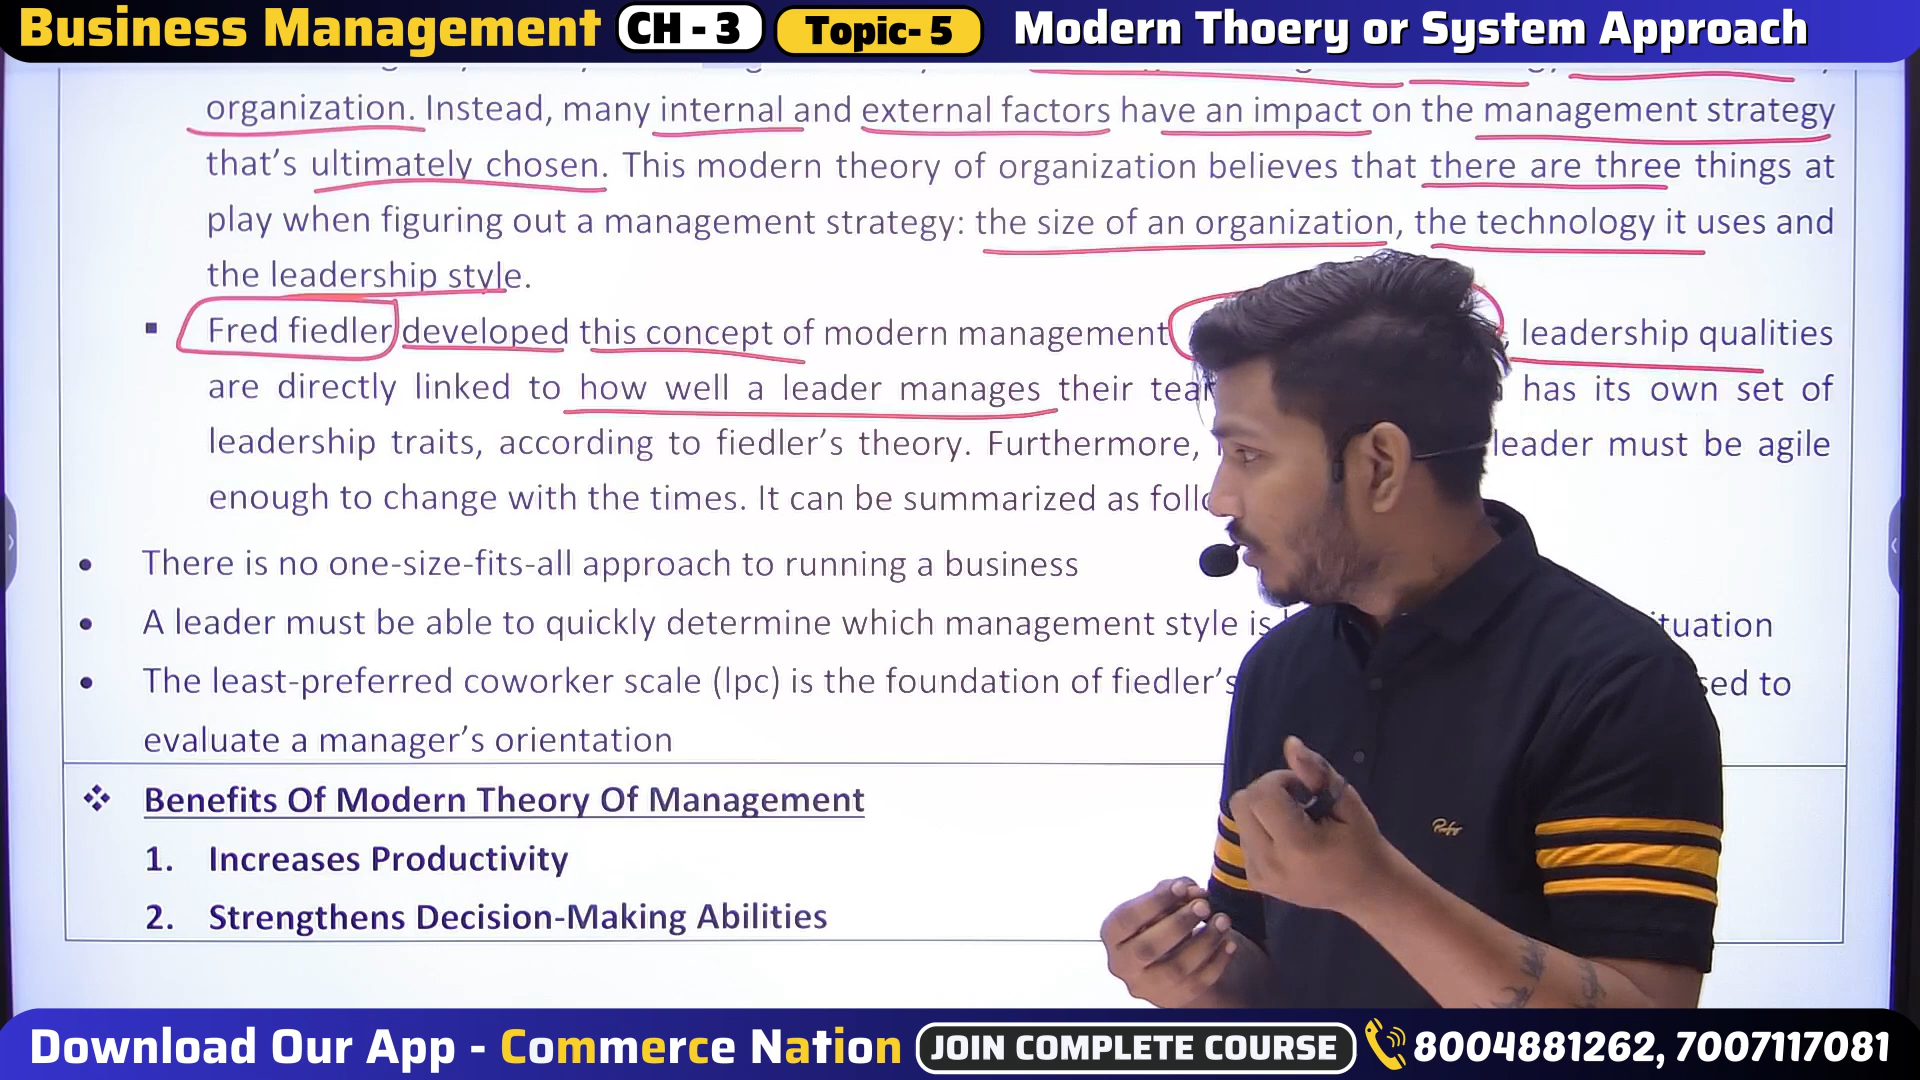 Business Management CH - 3 Topic- 5 Modern Thoery or System Approach
organization. Instead, many internal and external factors have an impact on the management strategy
that's ultimately chosen. This modern theory of organization believes that there are three things at
play when figuring out a management strategy: the size of an organization, the technology it uses and
the leadership style.
▪ Fred fiedler developed this concept of modern management leadership qualities
are directly linked to how well a leader manages their has its own set of
leadership traits, according to fiedler's theory. Furthermore, leader must be agile
enough to change with the times. It can be summarized as
• There is no one-size-fits-all approach to running a business
• A leader must be able to quickly determine which management style is
• The least-preferred coworker scale (lpc) is the foundation of fiedler's to
evaluate a manager's orientation
❖ Benefits Of Modern Theory Of Management
1. Increases Productivity
2. Strengthens Decision-Making Abilities
Download Our App - Commerce Nation JOIN COMPLETE COURSE 8004881262, 7007117081